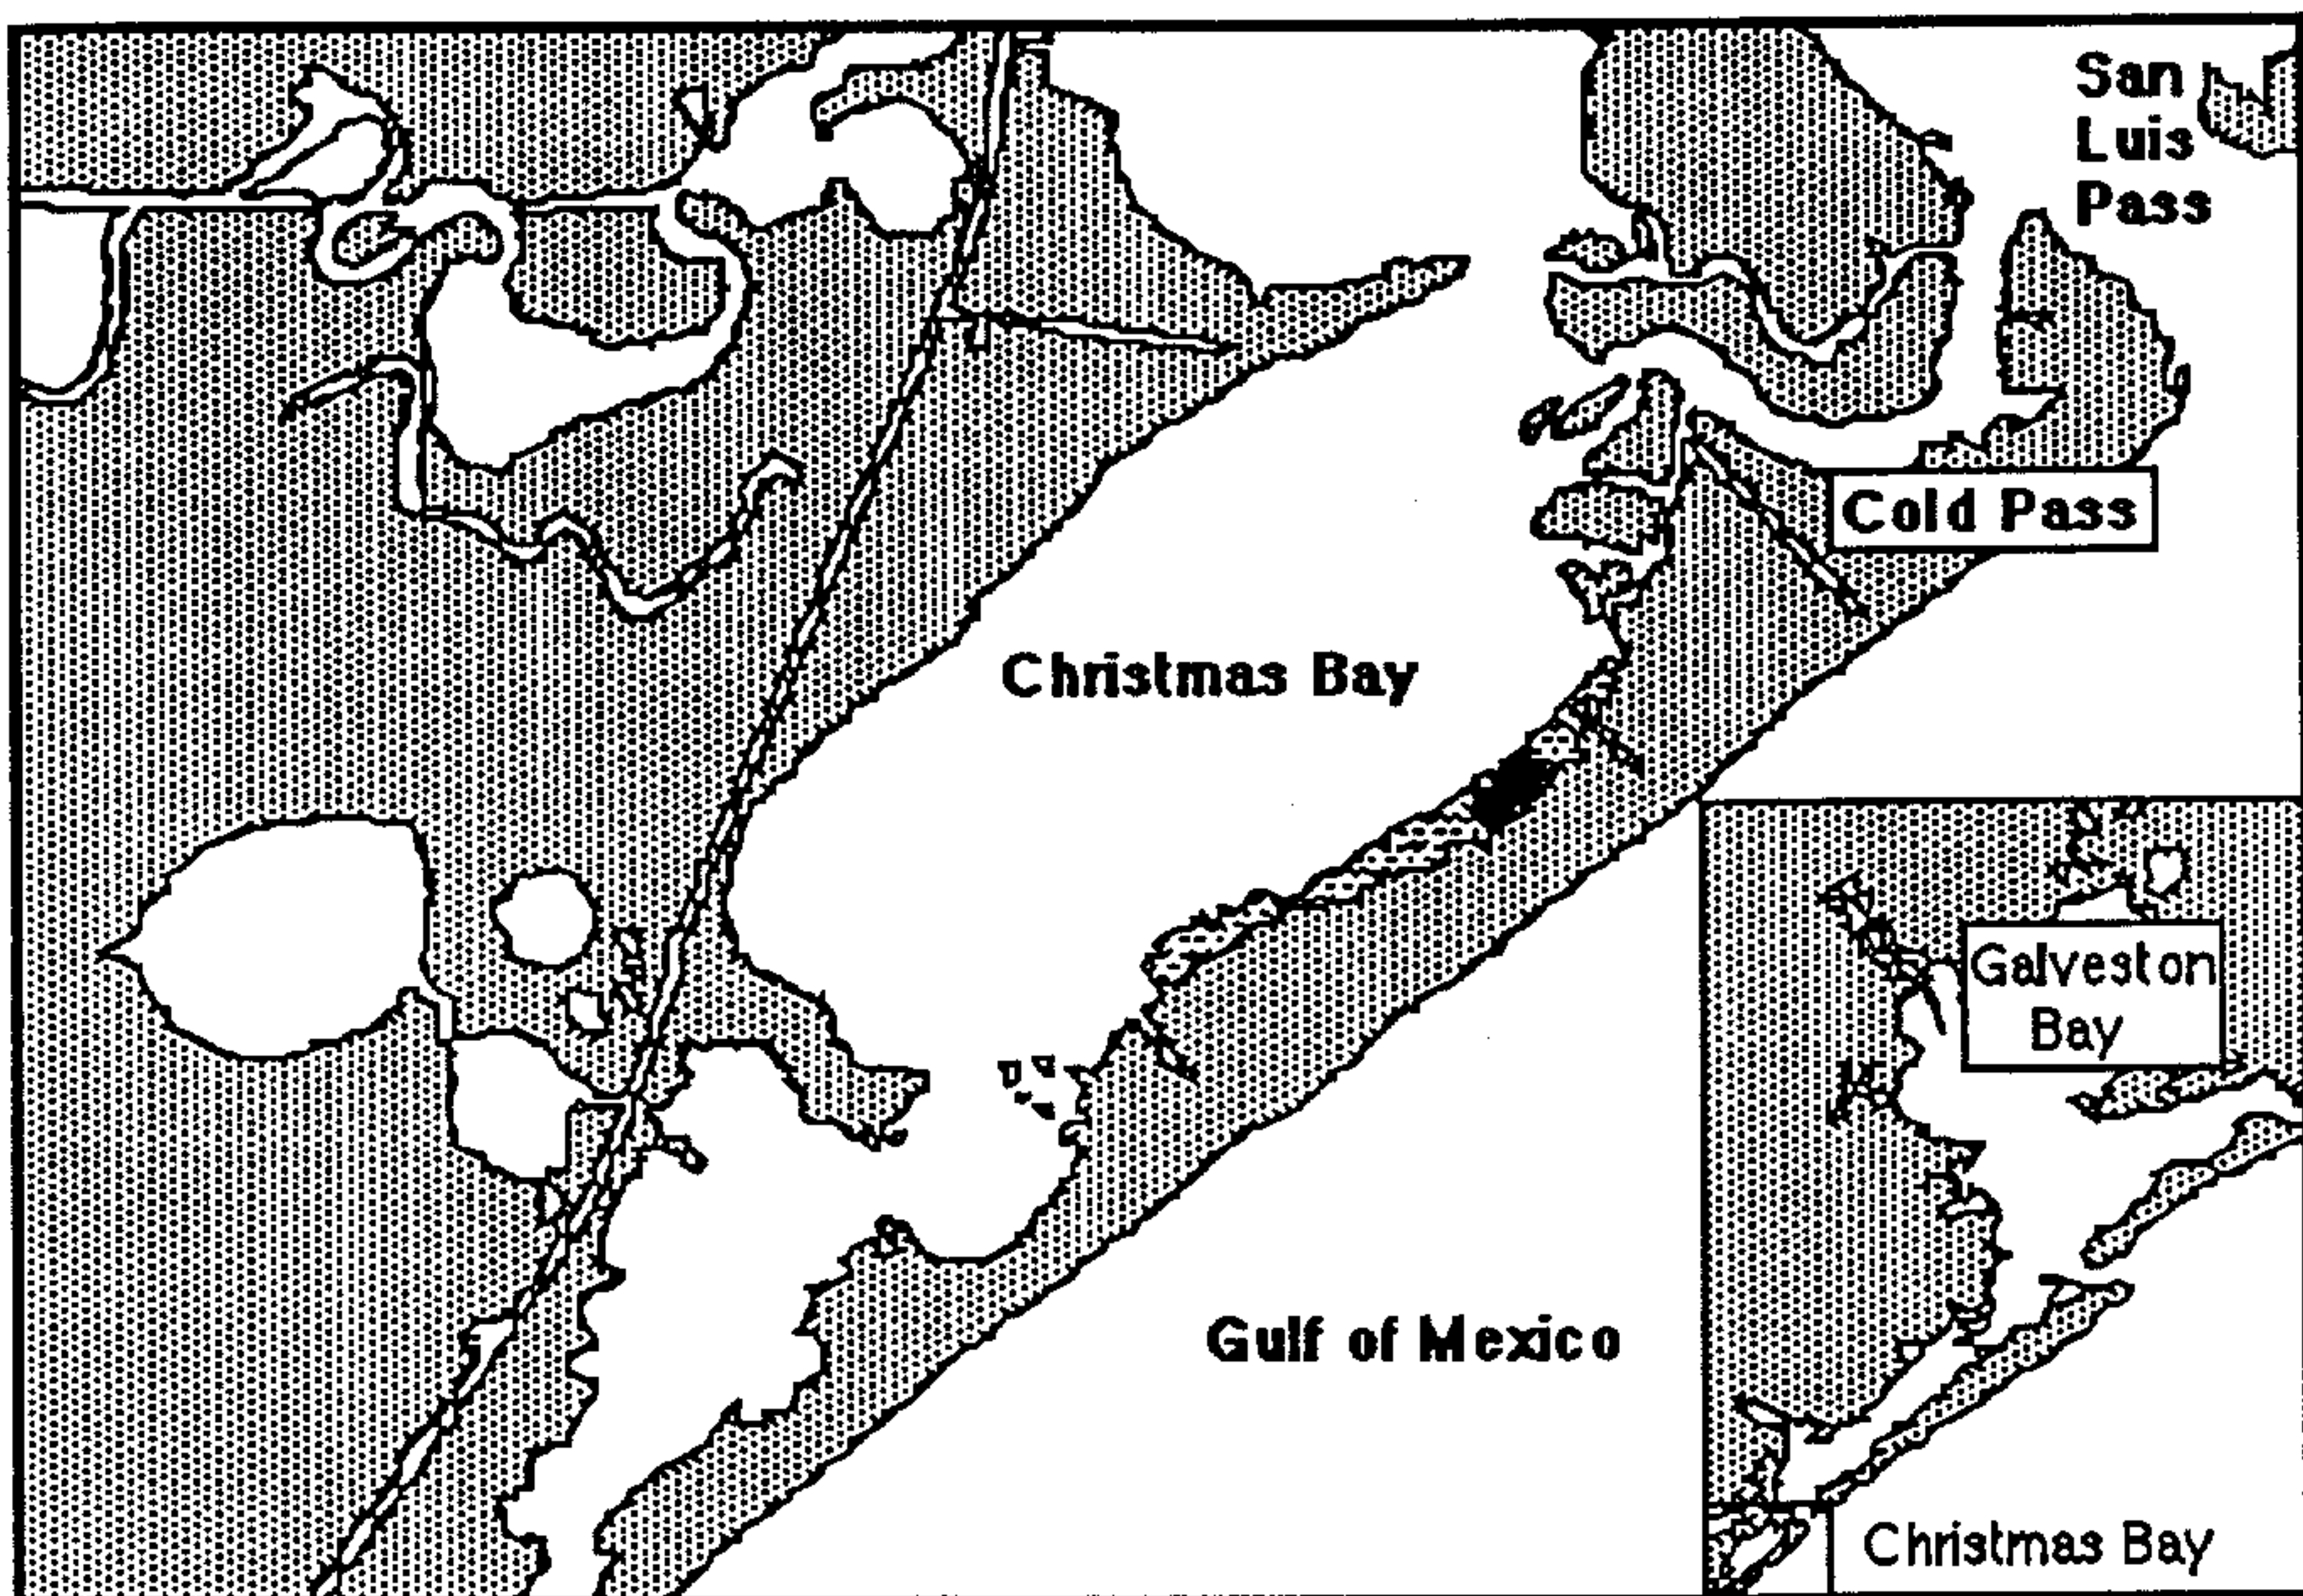 San
Luis
Pass
Cold Pass
Christmas Bay
Gulf of Mexico
Galveston
Bay
Christmas Bay